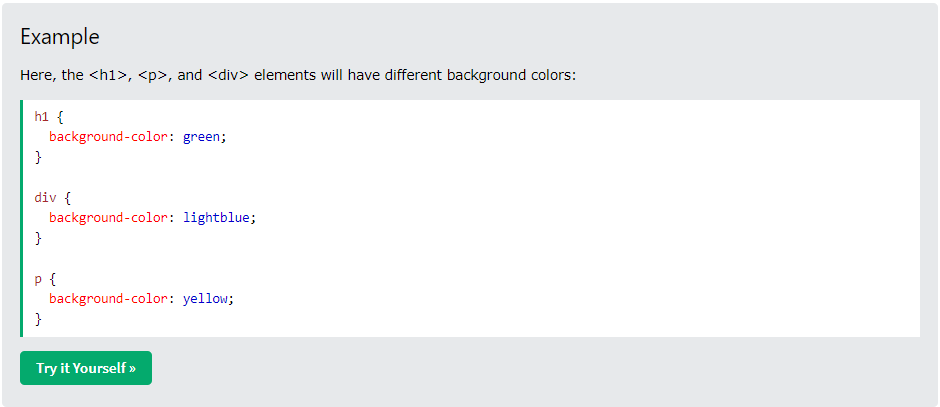 Example
Here, the <h1>, <p>, and <div> elements will have different background colors:
h1 {
  background-color: green;
}
div {
  background-color: lightblue;
}
p {
  background-color: yellow;
}
Try it Yourself »